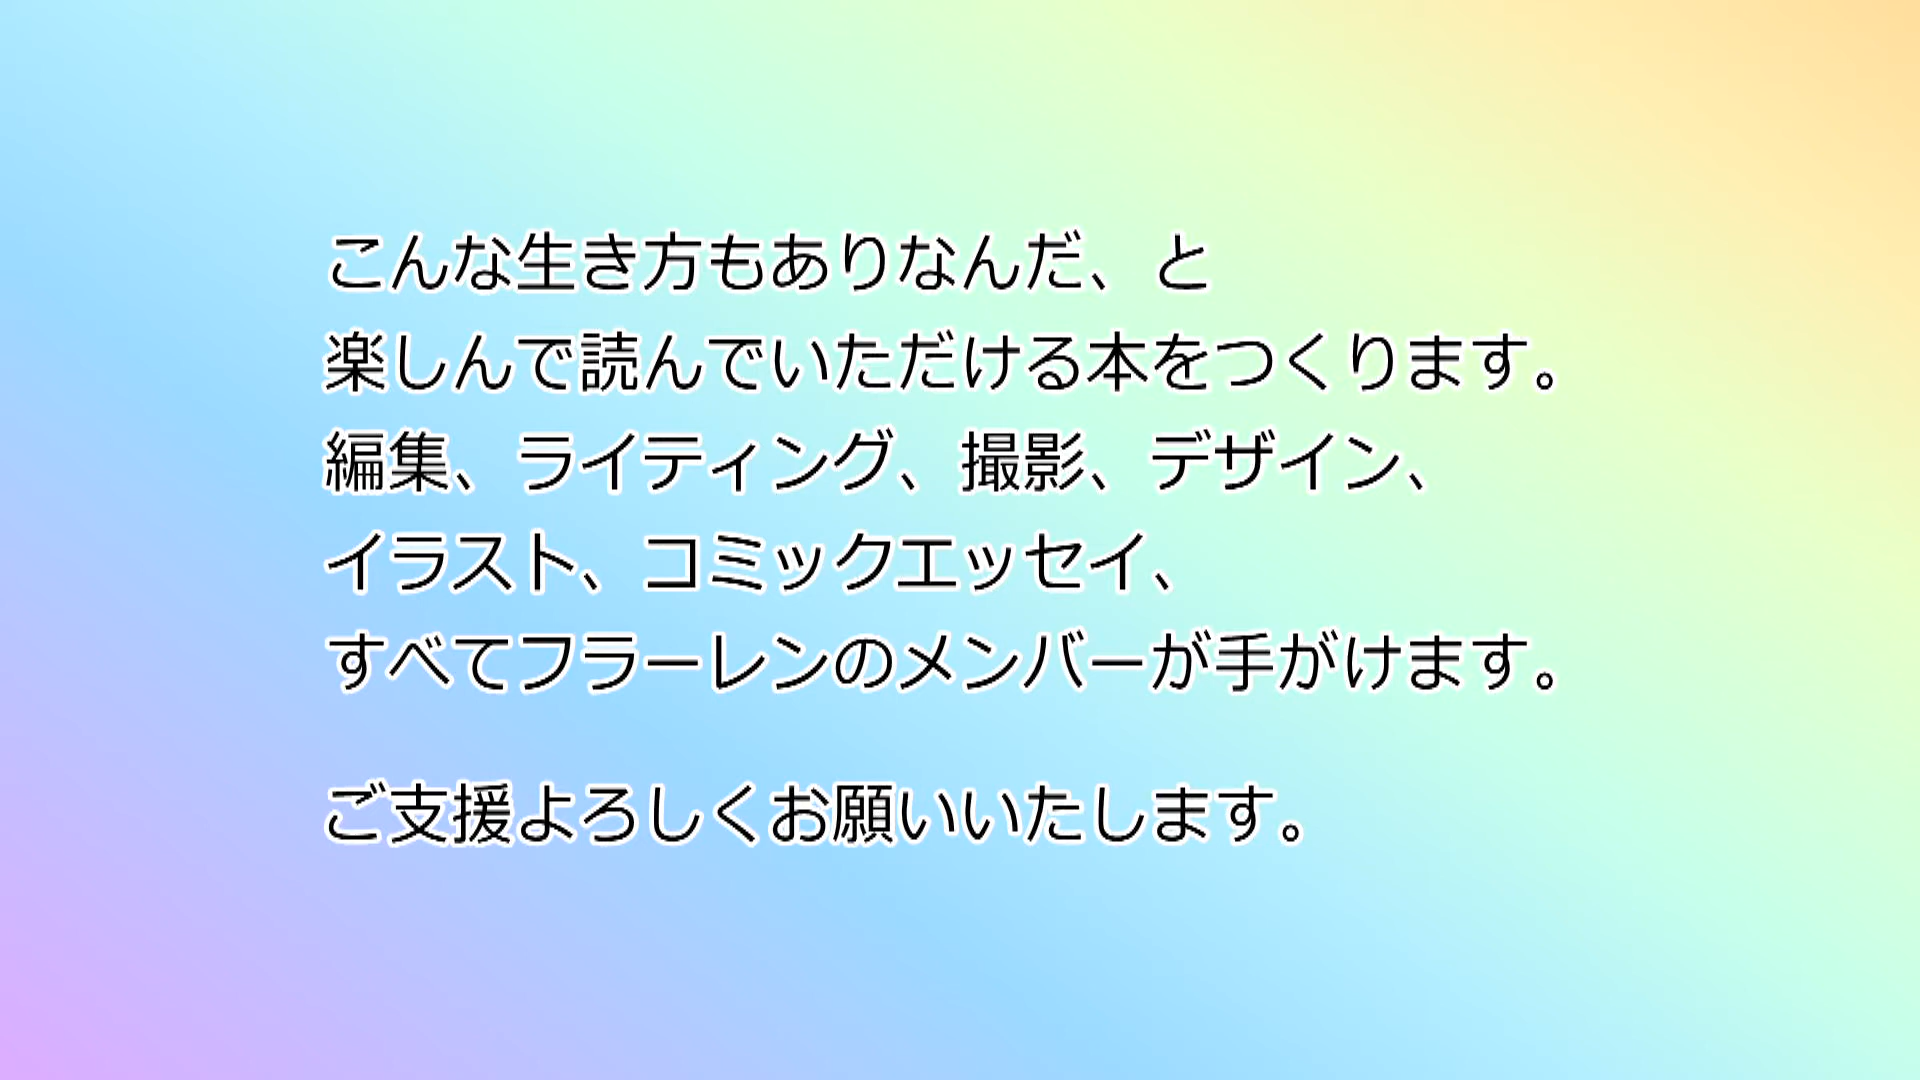 こんな生き方もありなんだ、と
楽しんで読んでいただける本をつくります。
編集、ライティング、撮影、デザイン、
イラスト、コミックエッセイ、
すべてフラーレンのメンバーが手がけます。
ご支援よろしくお願いいたします。